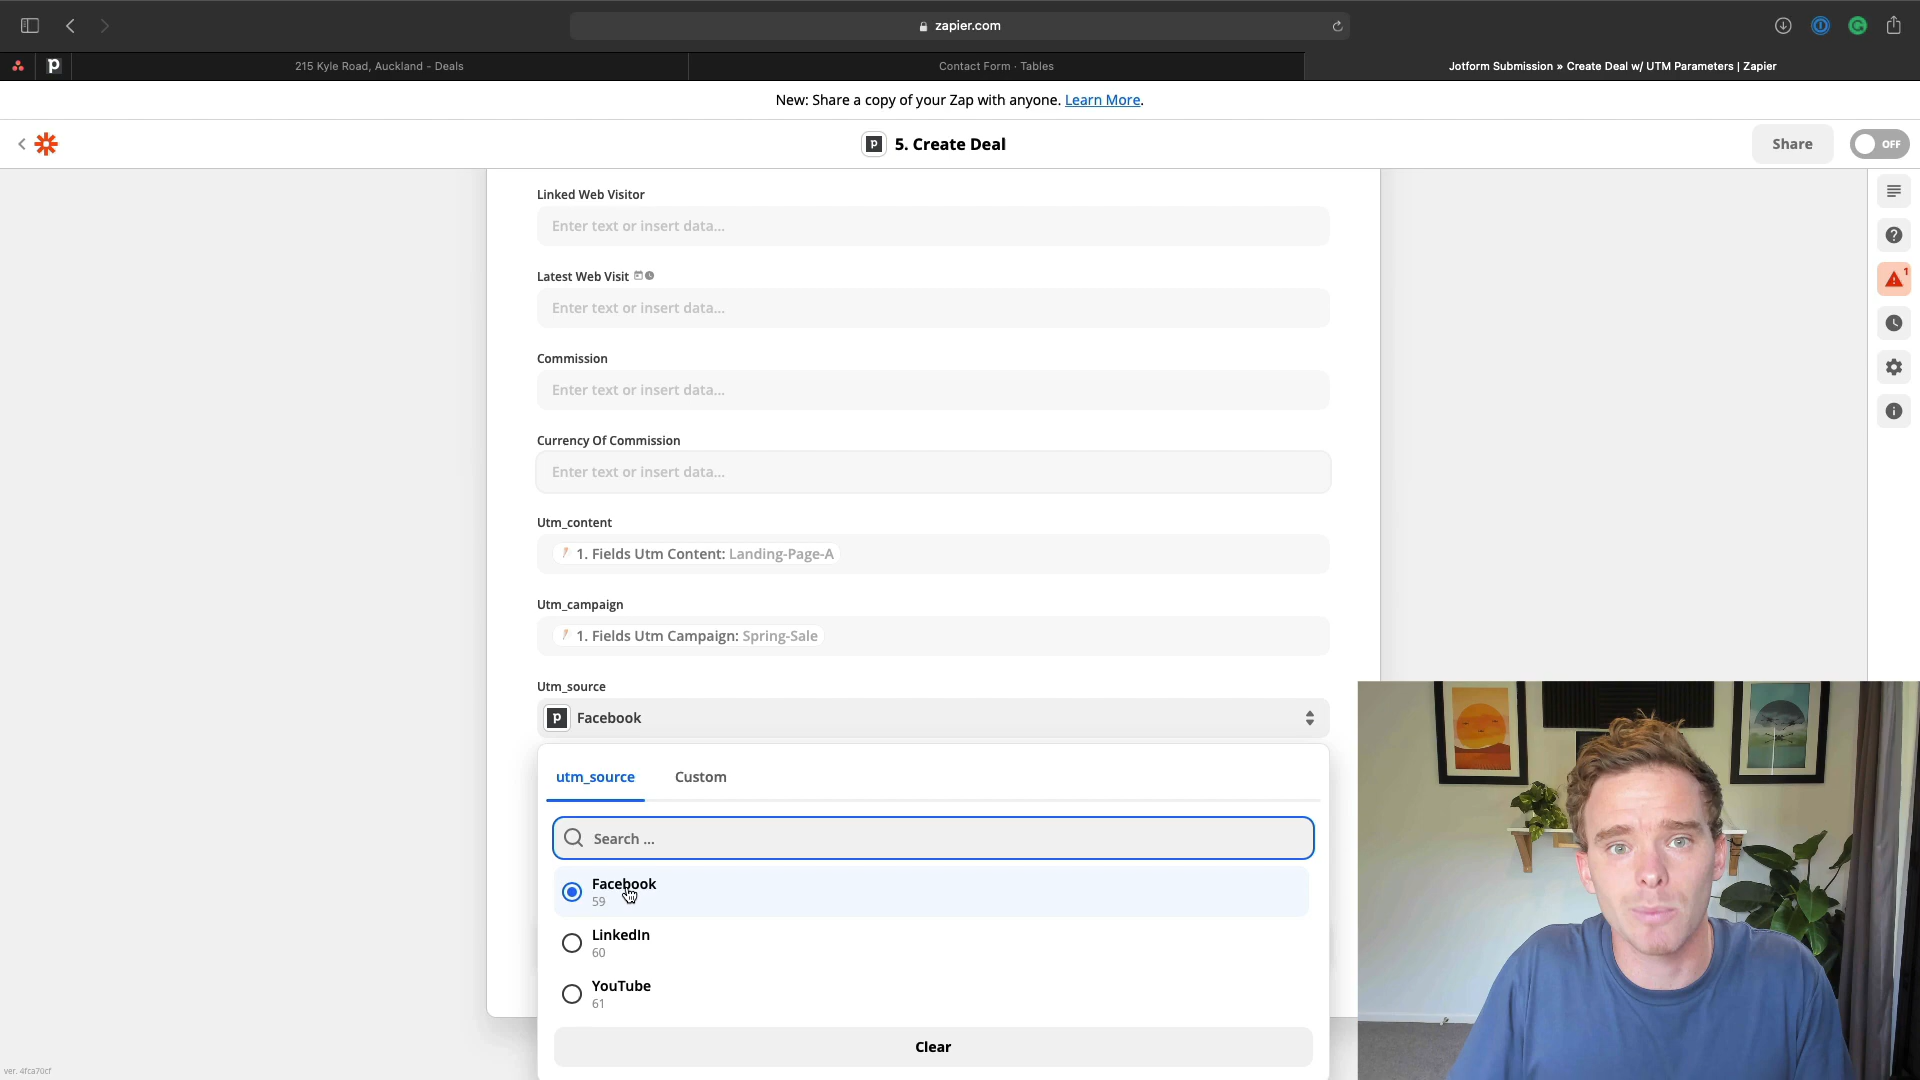 zapier.com
215 Kyle Road, Auckland - Deals
Contact Form · Tables
Jotform Submission » Create Deal w/ UTM Parameters | Zapier
New: Share a copy of your Zap with anyone. Learn More.
p 5. Create Deal
Share
OFF
Linked Web Visitor
Enter text or insert data...
Latest Web Visit
Enter text or insert data...
1
Commission
Enter text or insert data...
Currency Of Commission
Enter text or insert data...
Utm_content
1. Fields Utm Content: Landing-Page-A
Utm_campaign
1. Fields Utm Campaign: Spring-Sale
Utm_source
p Facebook
utm_source Custom
Search ...
Facebook
59
LinkedIn
60
YouTube
61
Clear
ver. 4fca70cf